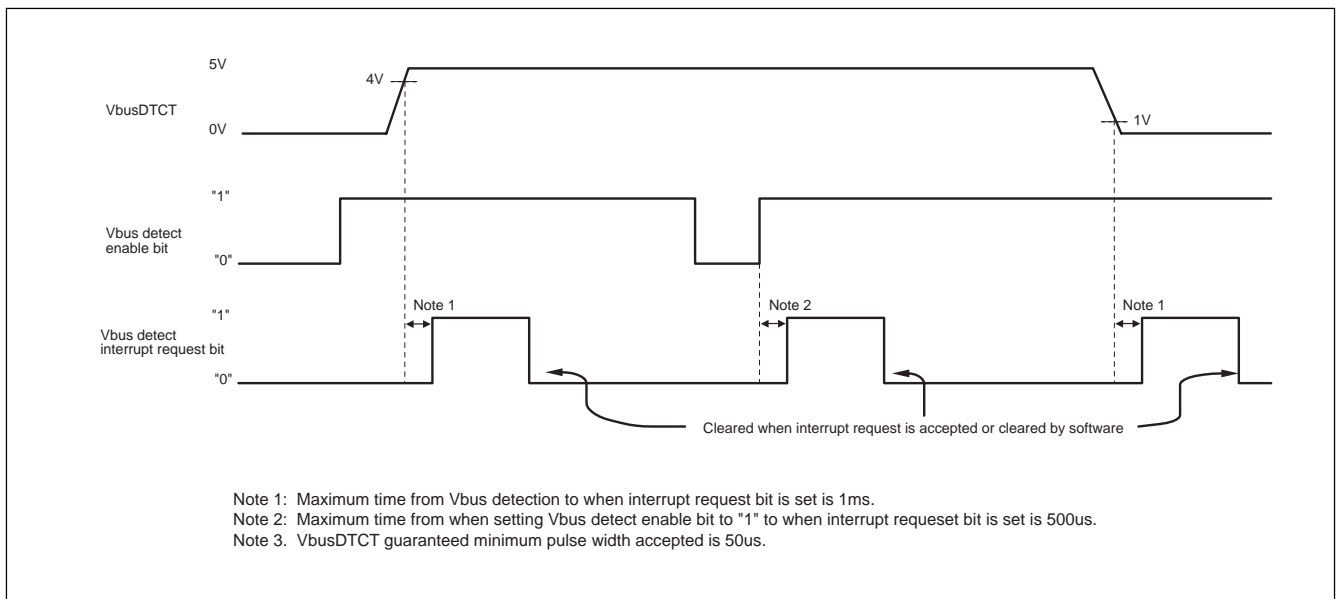 5V
4V
VbusDTCT
0V
1V
"1"
Vbus detect
enable bit
"0"
Note 1
Note 2
Note 1
"1"
Vbus detect
interrupt request bit
"0"
Cleared when interrupt request is accepted or cleared by software
Note 1: Maximum time from Vbus detection to when interrupt request bit is set is 1ms.
Note 2: Maximum time from when setting Vbus detect enable bit to "1" to when interrupt requeset bit is set is 500us.
Note 3. VbusDTCT guaranteed minimum pulse width accepted is 50us.